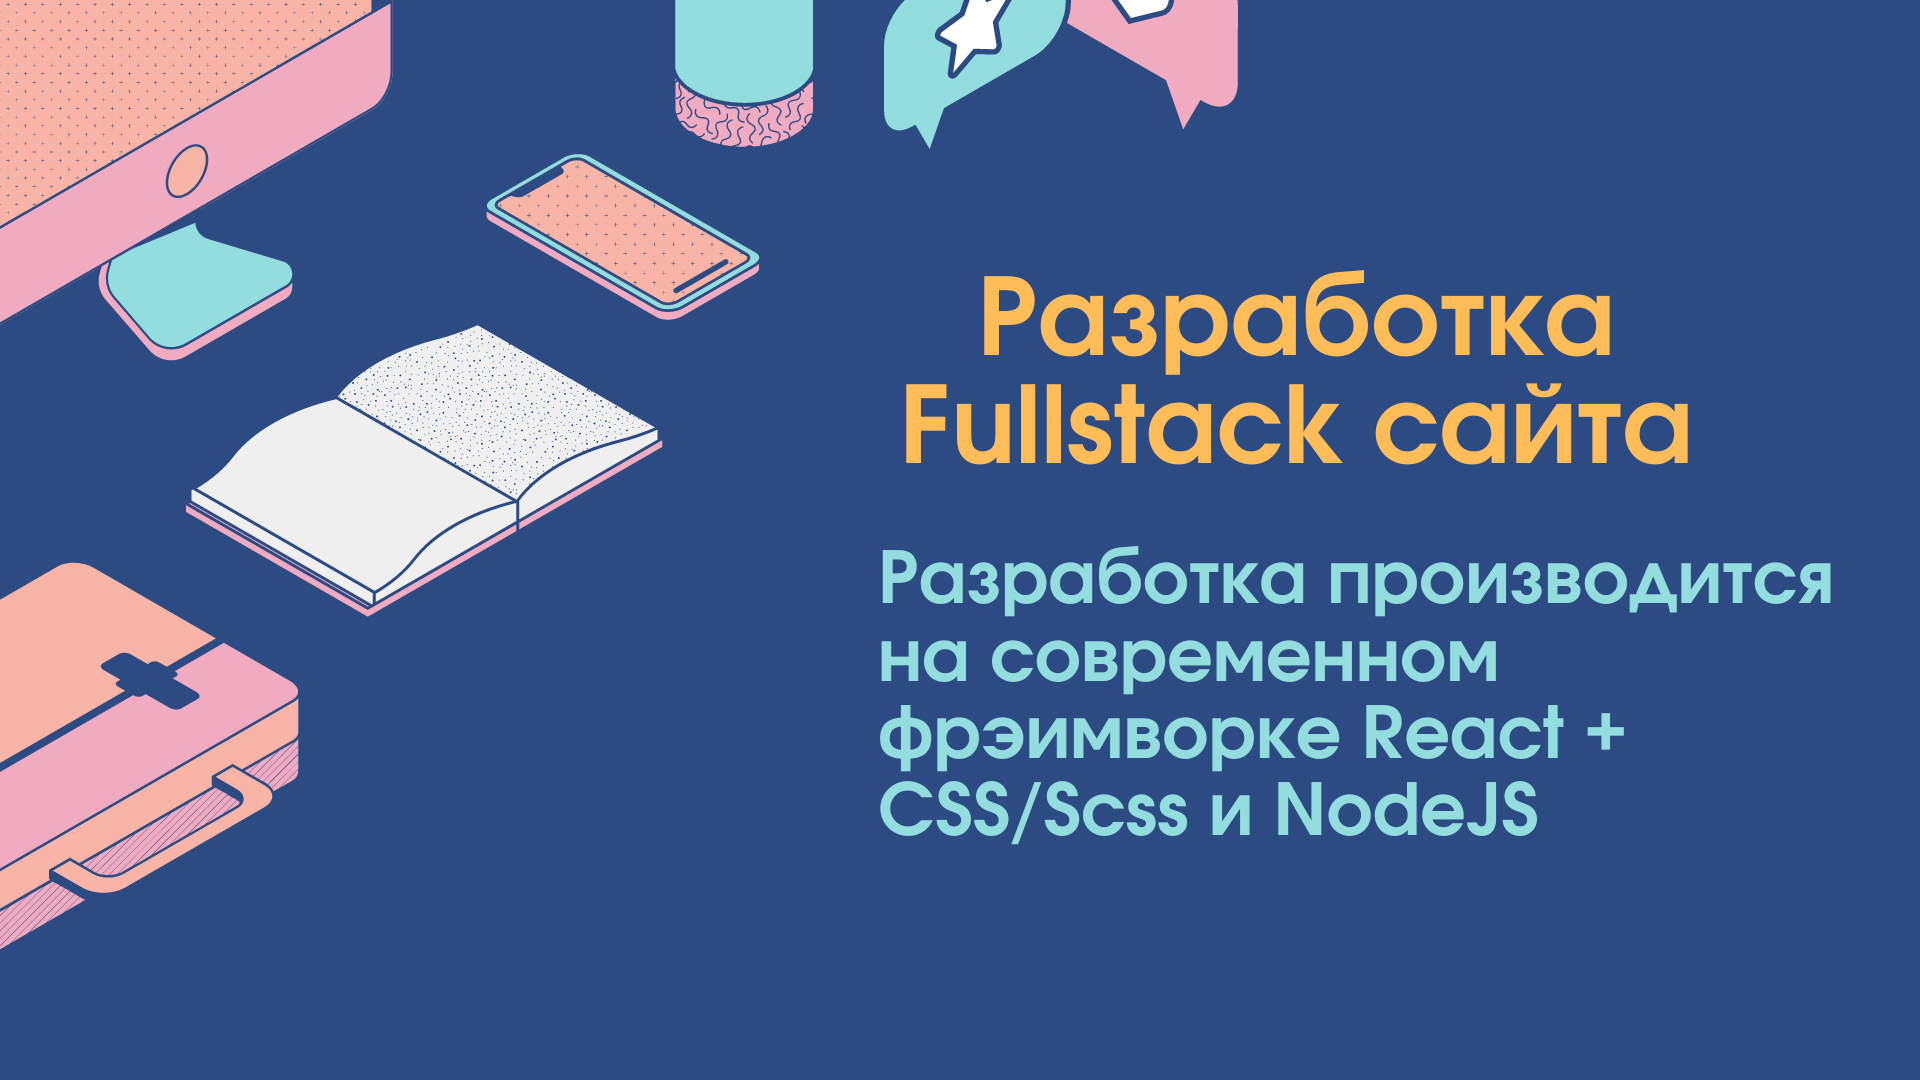 Разработка
Fullstack сайта
Разработка производится
на современном
фрэимворке React +
CSS/Scss и NodeJS